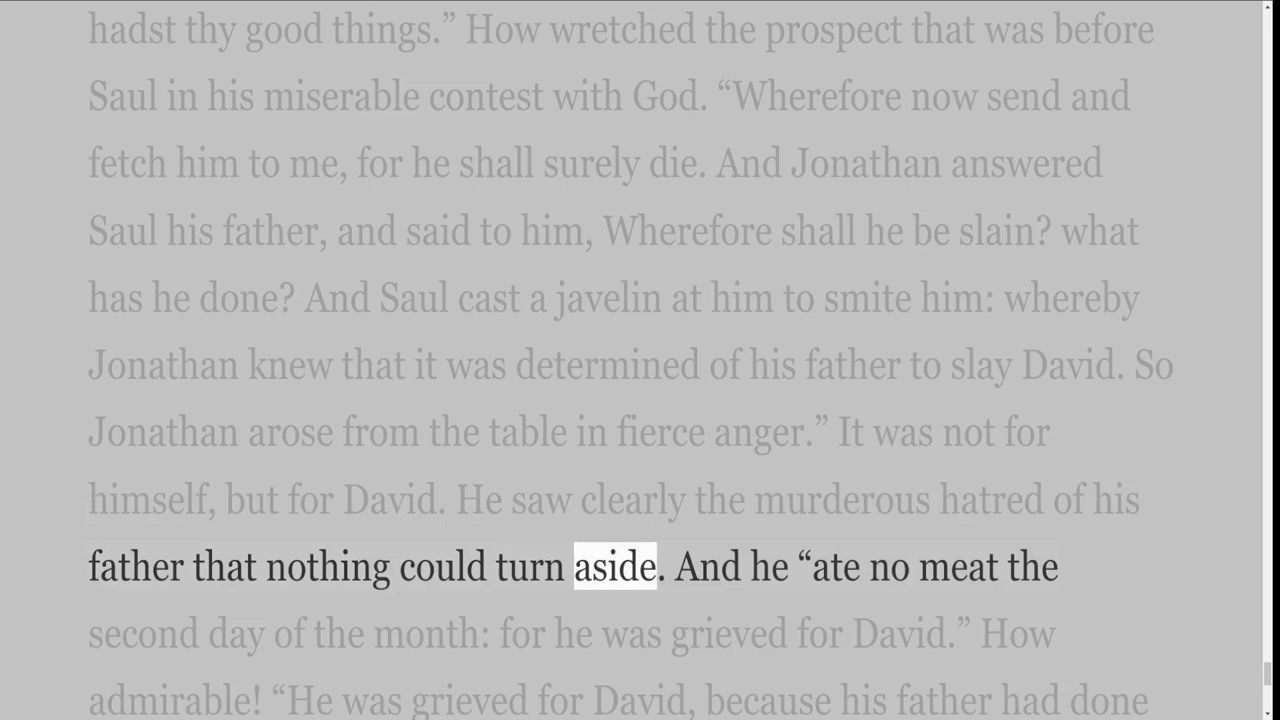 hadst thy good things.” How wretched the prospect that was before
Saul in his miserable contest with God. “Wherefore now send and
fetch him to me, for he shall surely die. And Jonathan answered
Saul his father, and said to him, Wherefore shall he be slain? what
has he done? And Saul cast a javelin at him to smite him: whereby
Jonathan knew that it was determined of his father to slay David. So
Jonathan arose from the table in fierce anger.” It was not for
himself, but for David. He saw clearly the murderous hatred of his
father that nothing could turn aside. And he “ate no meat the
second day of the month: for he was grieved for David.” How
admirable! “He was grieved for David, because his father had done